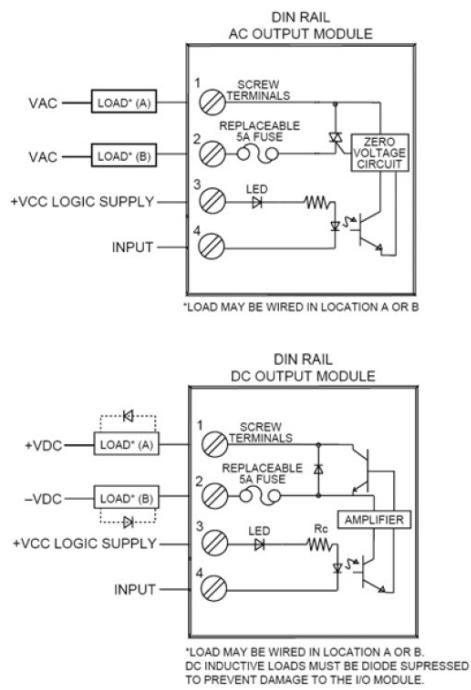 DIN RAIL
AC OUTPUT MODULE
1
SCREW
TERMINALS
VAC
LOAD* (A)
REPLACEABLE
5A FUSE
2
VAC
LOAD* (B)
ZERO
VOLTAGE
CIRCUIT
3
LED
+VCC LOGIC SUPPLY
4
INPUT
*LOAD MAY BE WIRED IN LOCATION A OR B
DIN RAIL
DC OUTPUT MODULE
1
SCREW
TERMINALS
+VDC
LOAD* (A)
REPLACEABLE
5A FUSE
2
–VDC
LOAD* (B)
AMPLIFIER
3
LED
Rc
+VCC LOGIC SUPPLY
4
INPUT
*LOAD MAY BE WIRED IN LOCATION A OR B.
DC INDUCTIVE LOADS MUST BE DIODE SUPRESSED
TO PREVENT DAMAGE TO THE I/O MODULE.